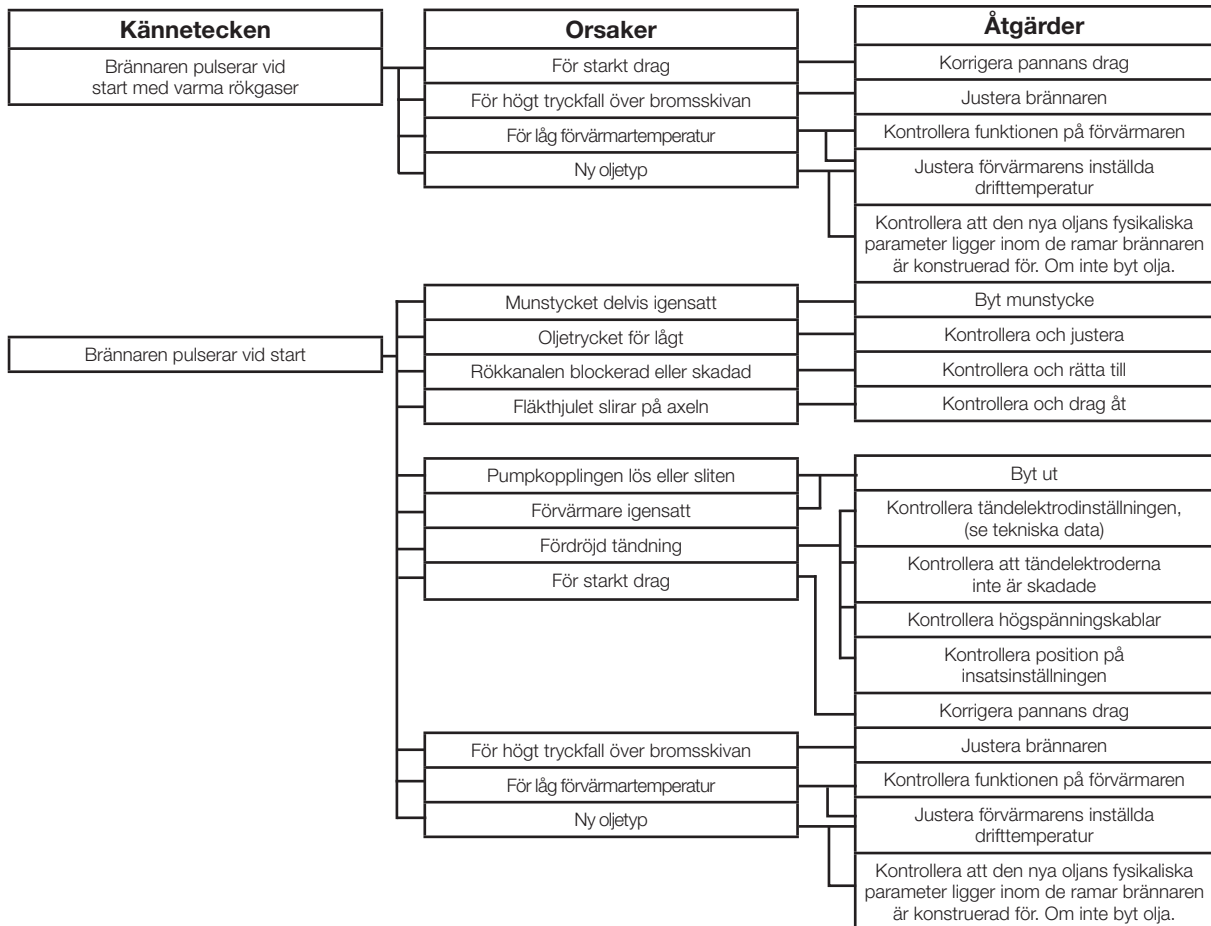 Kännetecken
Brännaren pulserar vid
start med varma rökgaser
Orsaker
För starkt drag
För högt tryckfall över bromsskivan
För låg förvärmartemperatur
Ny oljetyp
Åtgärder
Korrigera pannans drag
Justera brännaren
Kontrollera funktionen på förvärmaren
Justera förvärmarens inställda
drifttemperatur
Kontrollera att den nya oljans fysikaliska
parameter ligger inom de ramar brännaren
är konstruerad för. Om inte byt olja.
Brännaren pulserar vid start
Munstycket delvis igensatt
Oljetrycket för lågt
Rökkanalen blockerad eller skadad
Fläkthjulet slirar på axeln
Byt munstycke
Kontrollera och justera
Kontrollera och rätta till
Kontrollera och drag åt
Pumpkopplingen lös eller sliten
Förvärmare igensatt
Fördröjd tändning
För starkt drag
Byt ut
Kontrollera tändelektrodinställningen,
(se tekniska data)
Kontrollera att tändelektroderna
inte är skadade
Kontrollera högspänningskablar
Kontrollera position på
insatsinställningen
Korrigera pannans drag
För högt tryckfall över bromsskivan
För låg förvärmartemperatur
Ny oljetyp
Justera brännaren
Kontrollera funktionen på förvärmaren
Justera förvärmarens inställda
drifttemperatur
Kontrollera att den nya oljans fysikaliska
parameter ligger inom de ramar brännaren
är konstruerad för. Om inte byt olja.